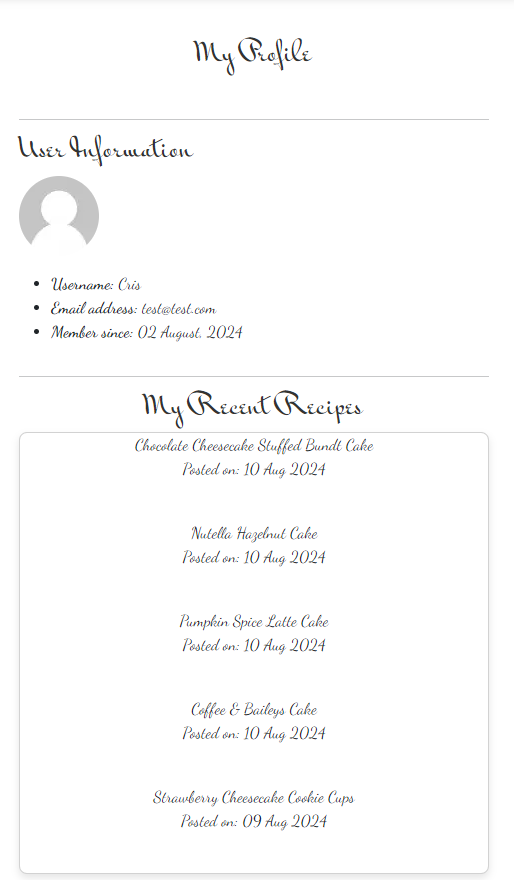 My Profile
User Information
Username: Cris
Email address: test@test.com
Member since: 02 August, 2024
My Recent Recipes
Chocolate Cheesecake Stuffed Bundt Cake
Posted on: 10 Aug 2024
Nutella Hazelnut Cake
Posted on: 10 Aug 2024
Pumpkin Spice Latte Cake
Posted on: 10 Aug 2024
Coffee & Baileys Cake
Posted on: 10 Aug 2024
Strawberry Cheesecake Cookie Cups
Posted on: 09 Aug 2024